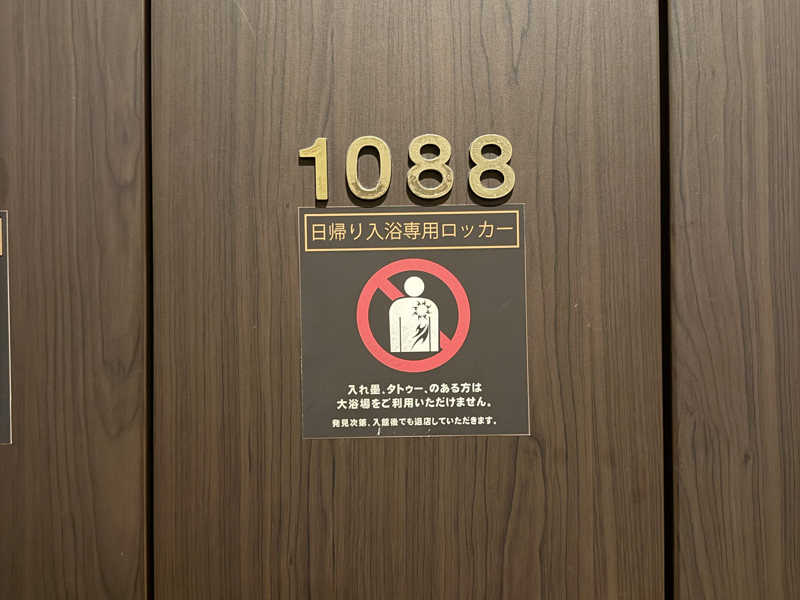 1088
日帰り入浴専用ロッカー
入れ墨、タトゥー、のある方は
大浴場をご利用いただけません。
発見次第、入館後でも退店していただきます。